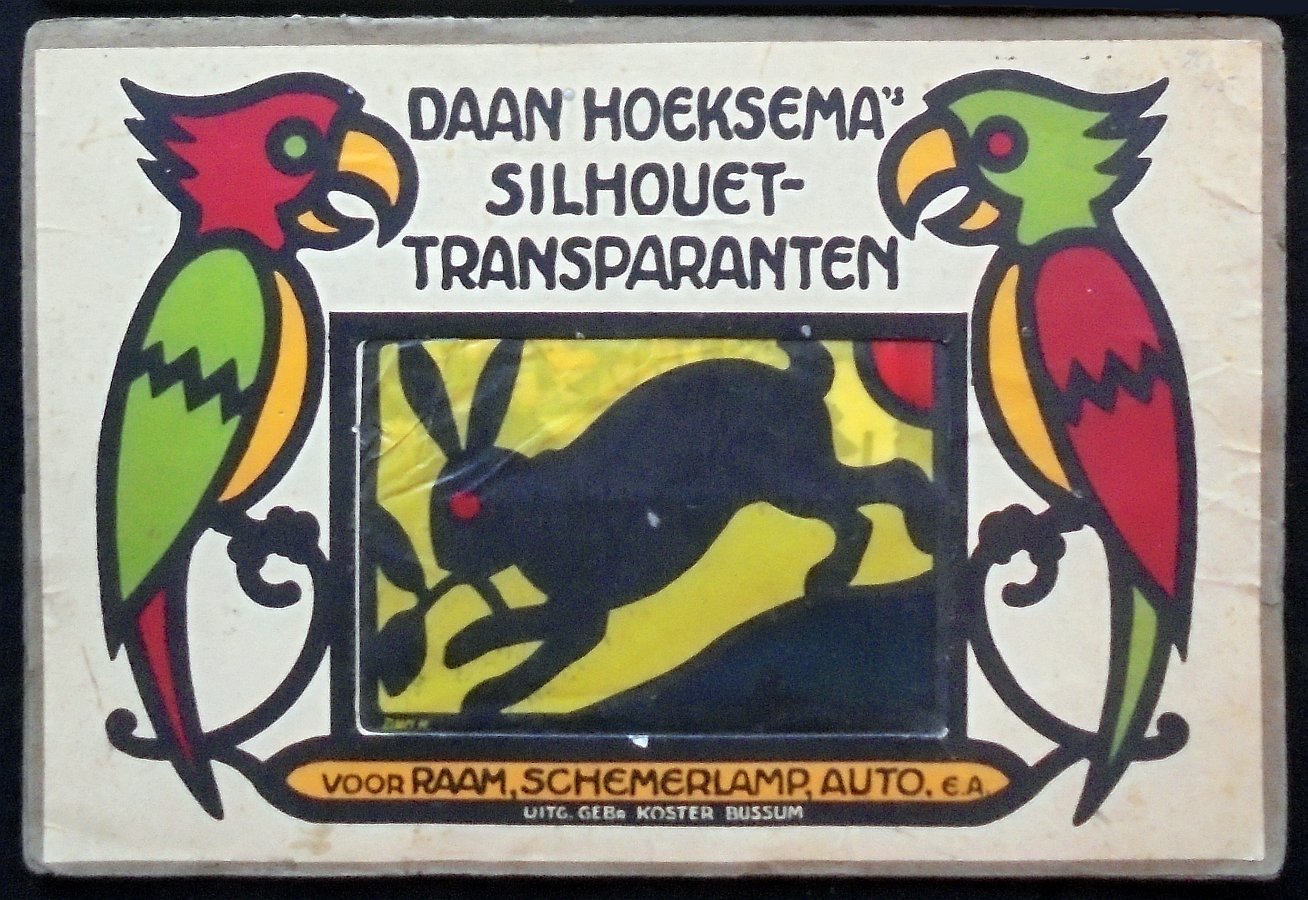 DAAN HOEKSEMA"s
SILHOUET-
TRANSPARANTEN
VOOR RAAM, SCHEMERLAMP, AUTO. E.A.
UITG. GEBR KOSTER BUSSUM